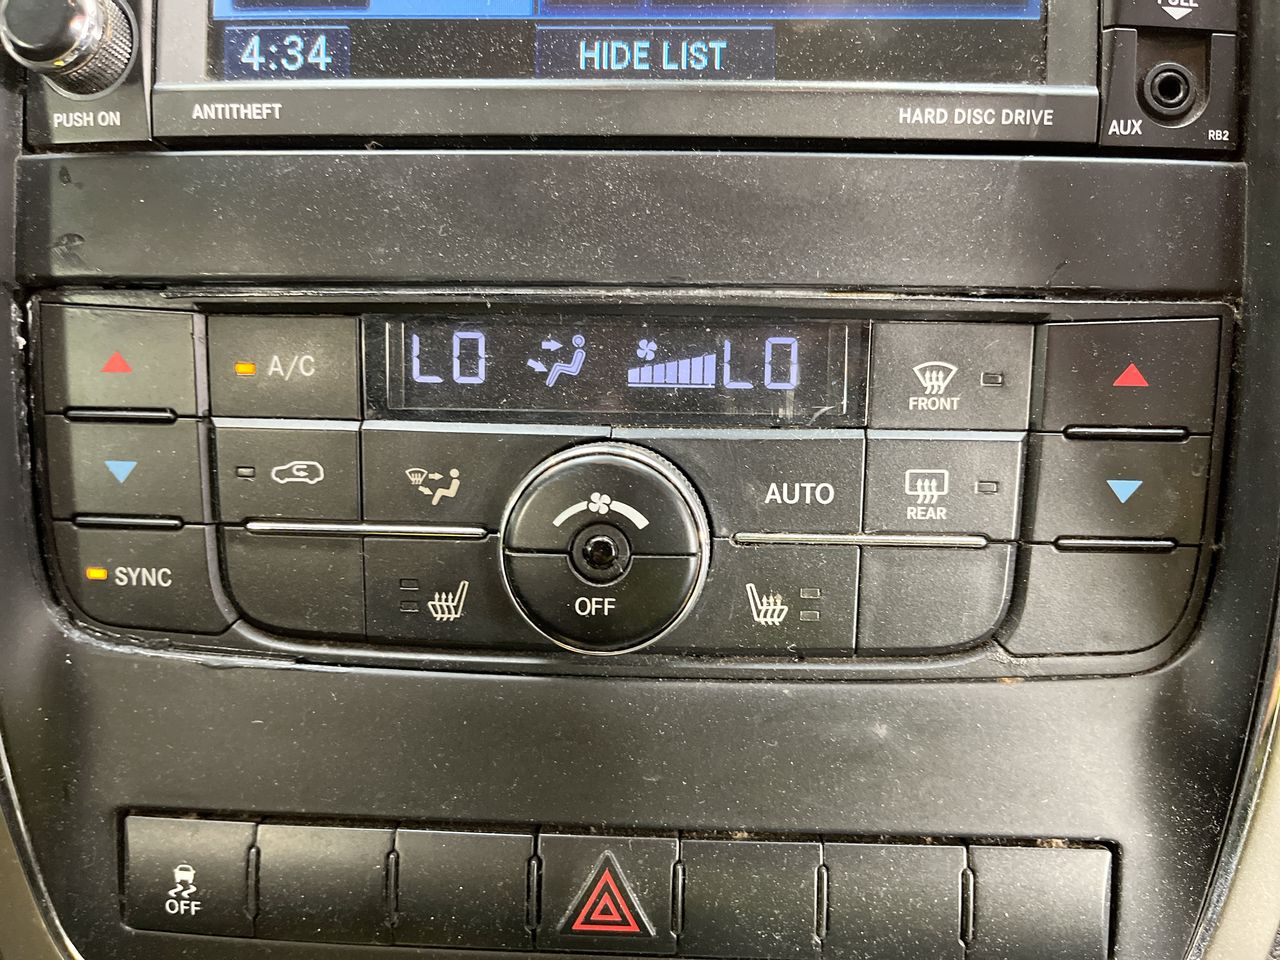 PULL
4:34
HIDE LIST
PUSH ON
ANTITHEFT
HARD DISC DRIVE
AUX
RB2
A/C
LO
LO
FRONT
AUTO
REAR
SYNC
OFF
OFF